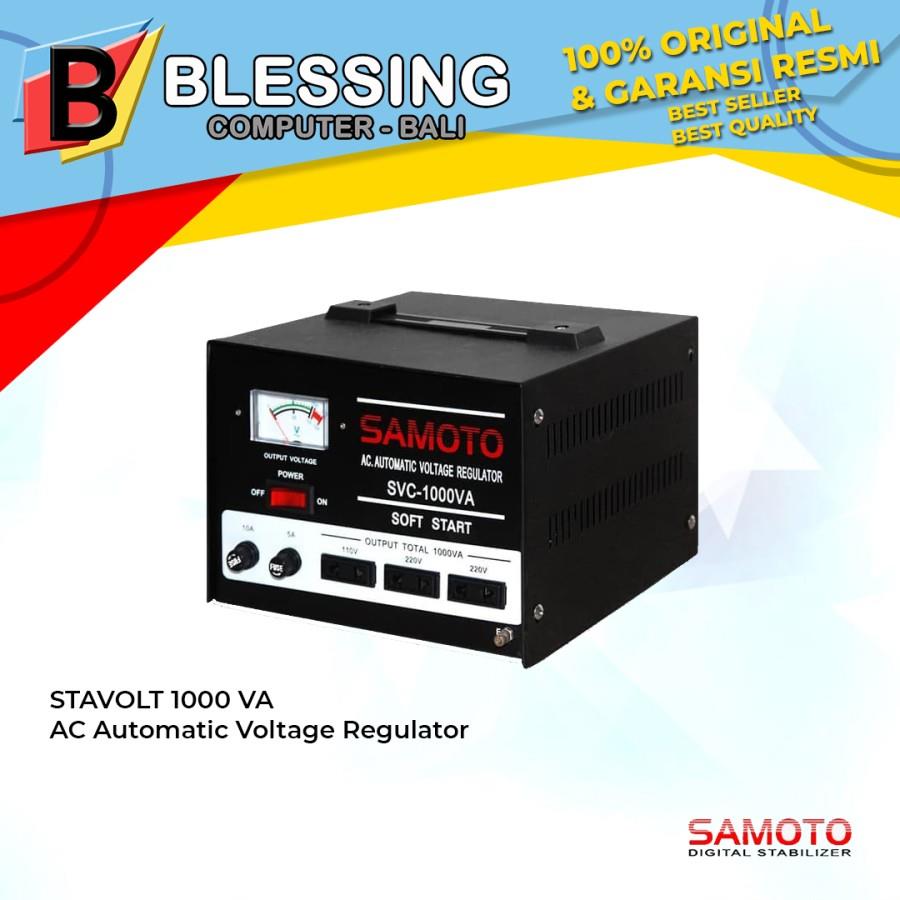 B
BLESSING
COMPUTER - BALI
100% ORIGINAL
& GARANSI RESMI
BEST SELLER
BEST QUALITY
V
OUTPUT VOLTAGE
POWER
OFF
ON
SAMOTO
AC. AUTOMATIC VOLTAGE REGULATOR
SVC-1000VA
SOFT START
OUTPUT TOTAL 1000VA
10A
5A
110V
220V
220V
FUSE
E
STAVOLT 1000 VA
AC Automatic Voltage Regulator
SAMOTO
DIGITAL STABILIZER